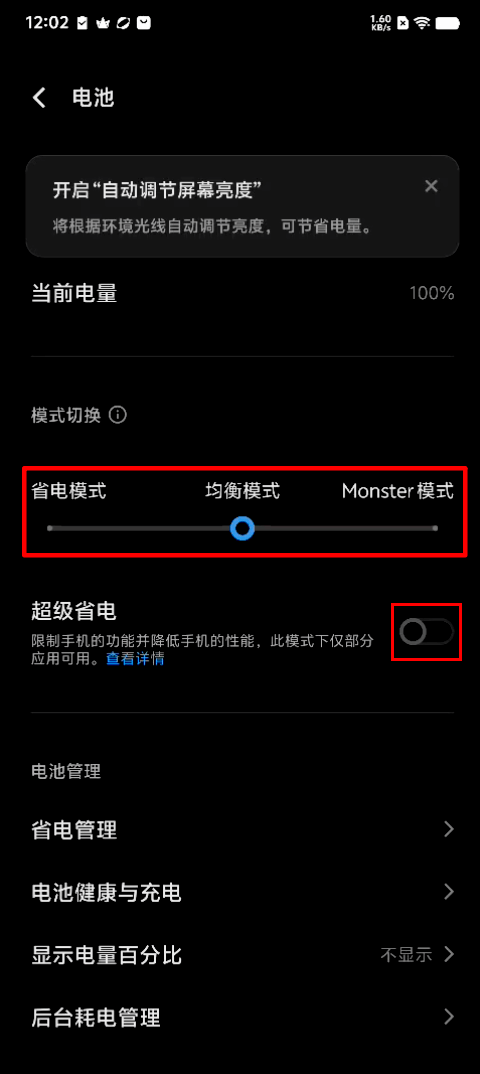 12:02
1.60
KB/s
电池
开启“自动调节屏幕亮度”
将根据环境光线自动调节亮度，可节省电量。
当前电量
100%
模式切换
省电模式
均衡模式
Monster 模式
超级省电
限制手机的功能并降低手机的性能，此模式下仅部分
应用可用。查看详情
电池管理
省电管理
电池健康与充电
显示电量百分比
不显示
后台耗电管理